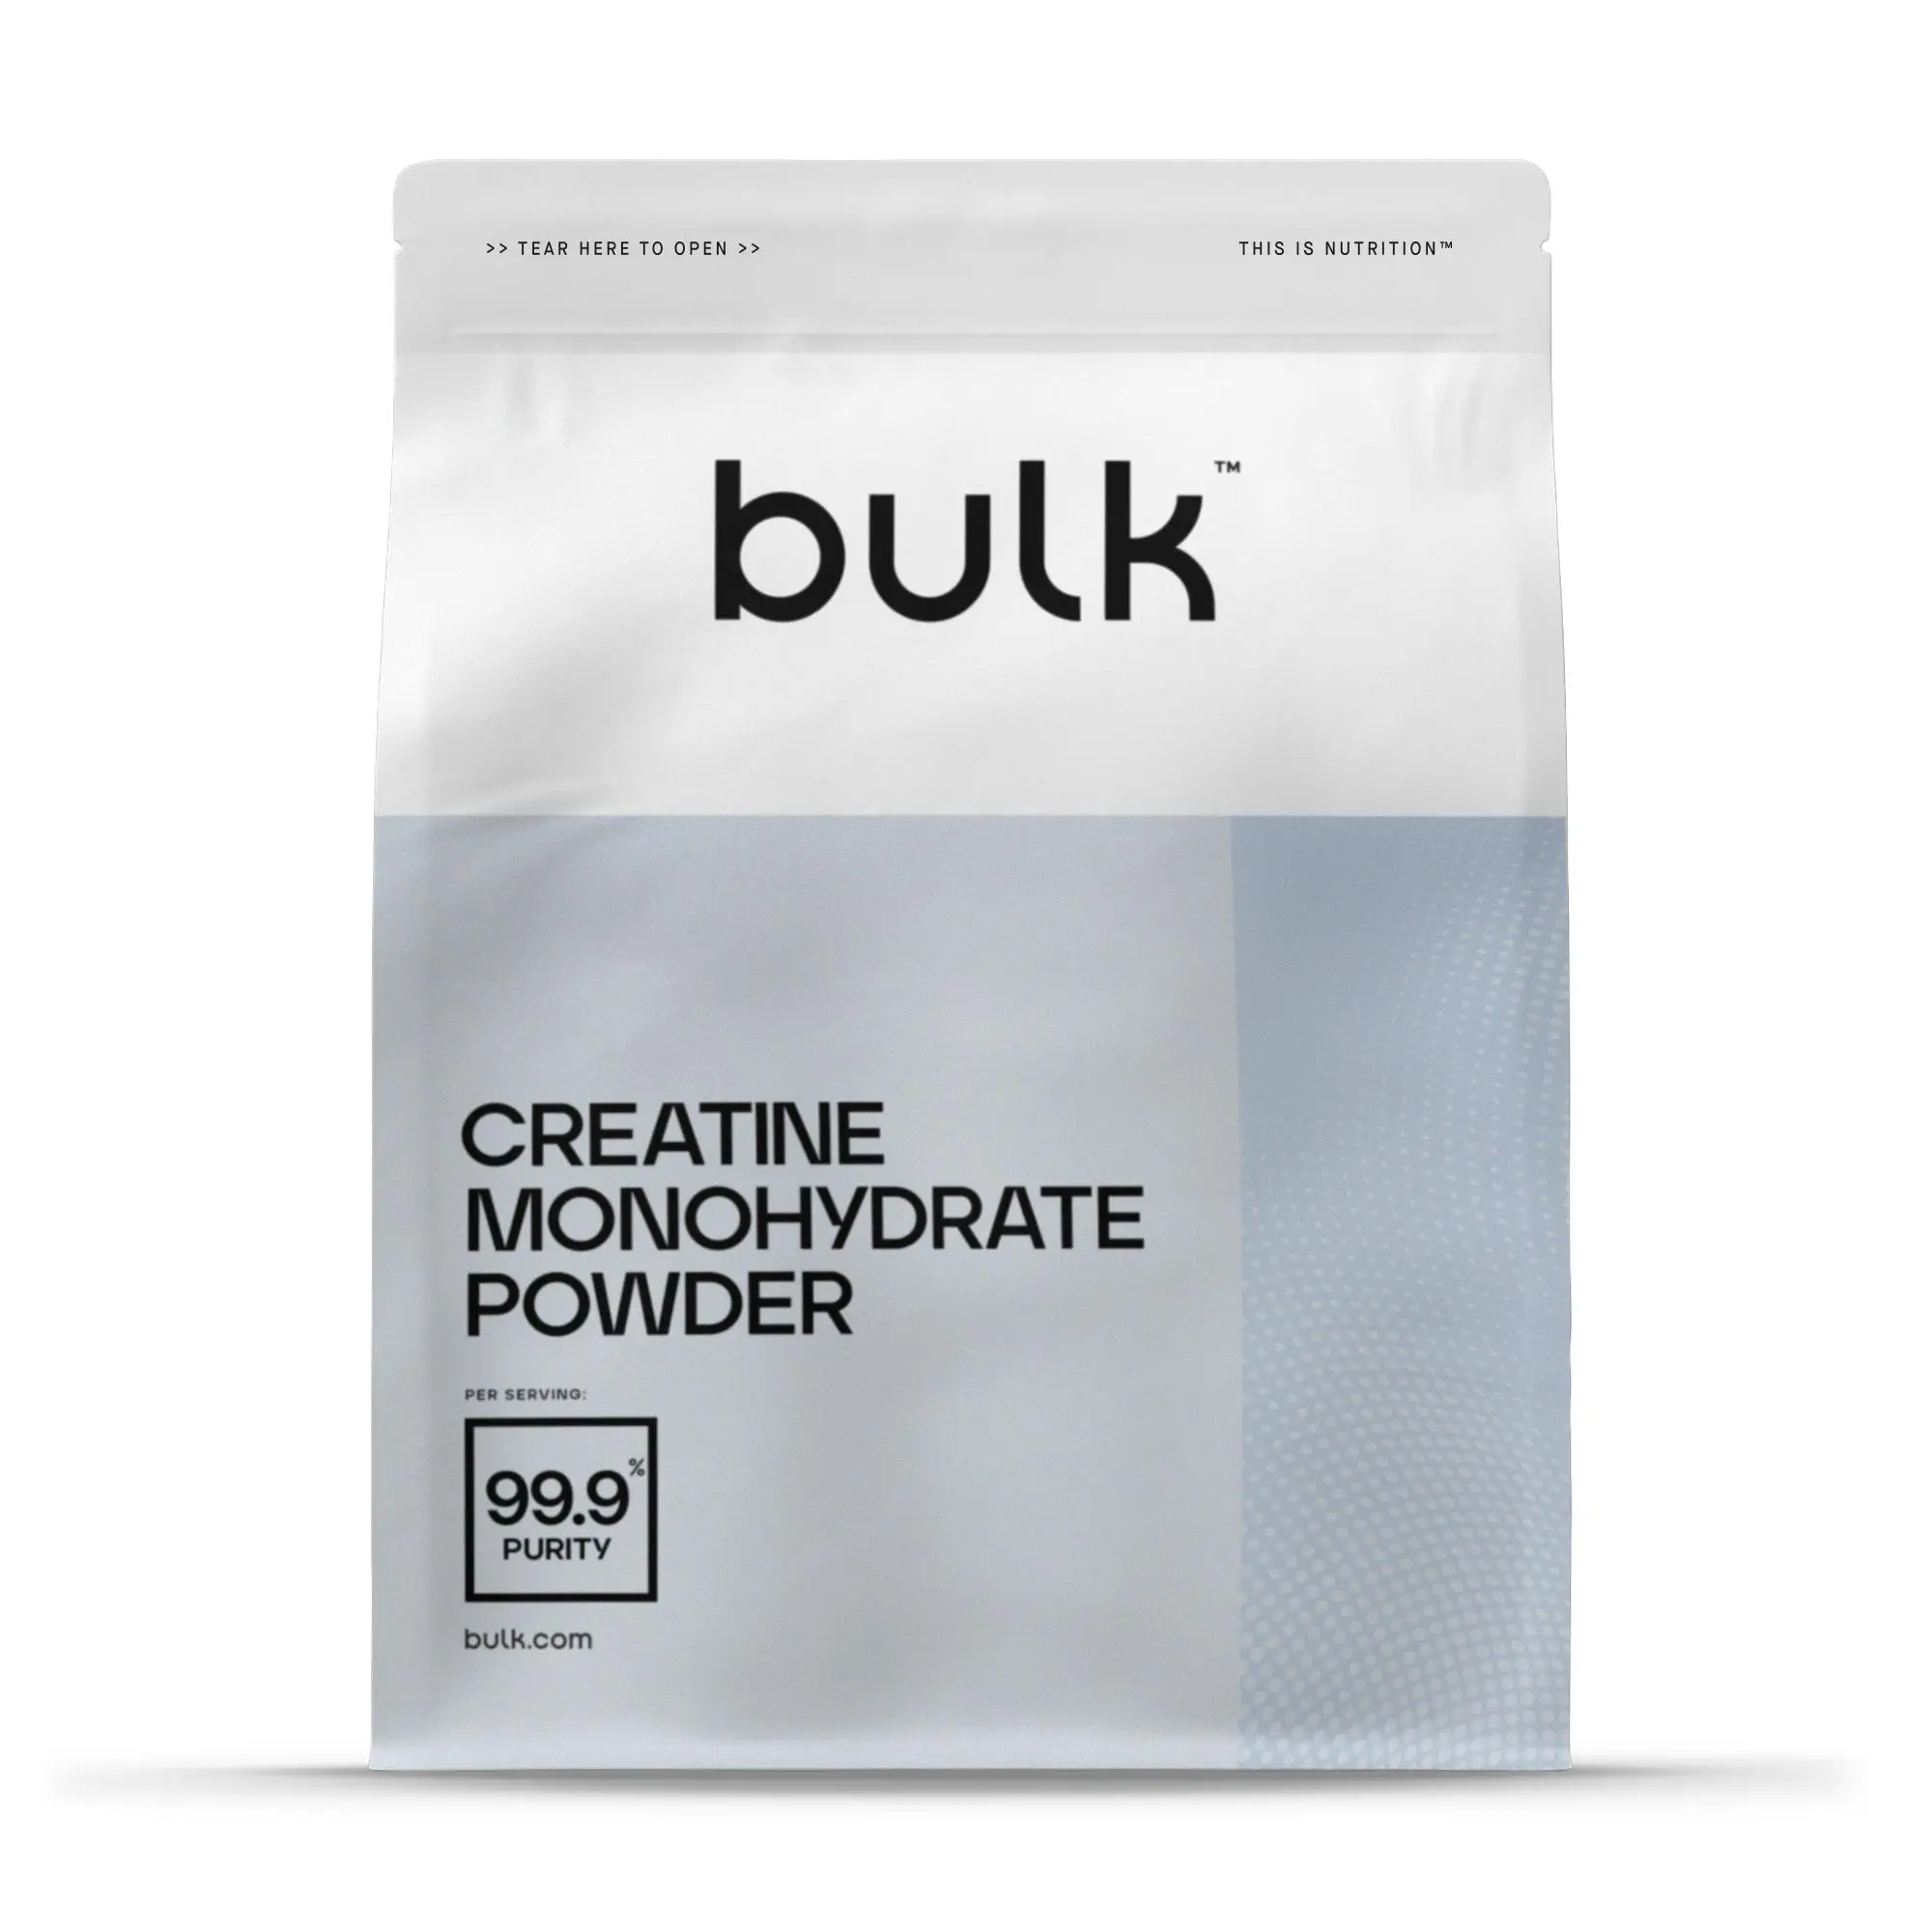 >> TEAR HERE TO OPEN >> THIS IS NUTRITION™
bulk™
CREATINE
MONOHYDRATE
POWDER
PER SERVING:
99.9%
PURITY
bulk.com